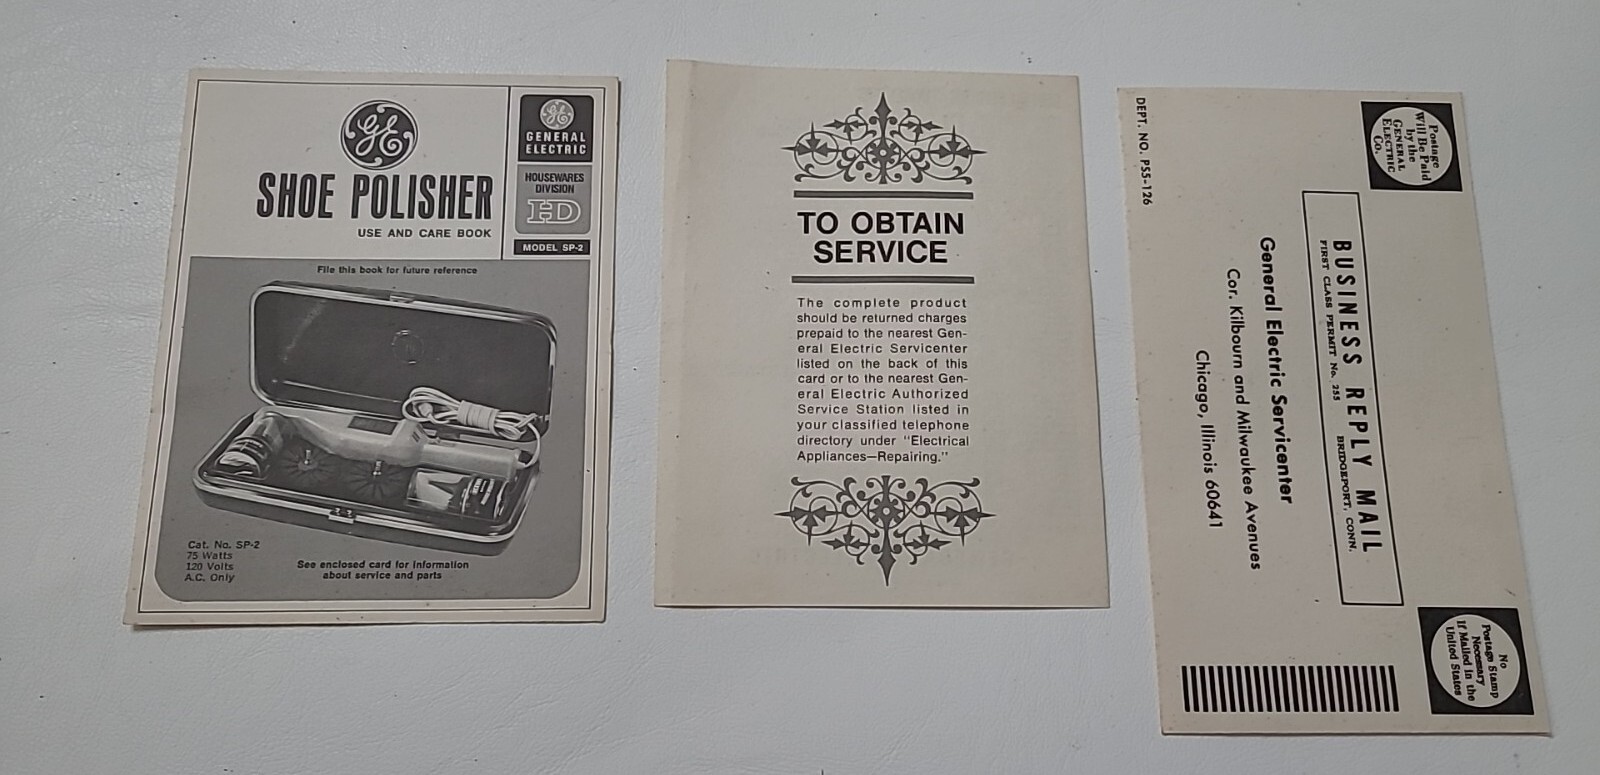 GE
SHOE POLISHER
USE AND CARE BOOK
GE
GENERAL
ELECTRIC
HOUSEWARES
DIVISION
HD
MODEL SP-2
File this book for future reference
Cat. No. SP-2
75 Watts
120 Volts
A.C. Only
See enclosed card for information
about service and parts
TO OBTAIN
SERVICE
The complete product
should be returned charges
prepaid to the nearest Gen-
eral Electric Servicenter
listed on the back of this
card or to the nearest Gen-
eral Electric Authorized
Service Station listed in
your classified telephone
directory under "Electrical
Appliances—Repairing."
DEPT. NO. PS5-126
Postage
Will Be Paid
by the
GENERAL
ELECTRIC
Co.
BUSINESS REPLY MAIL
FIRST CLASS PERMIT No. 255 BRIDGEPORT, CONN.
General Electric Servicenter
Cor. Kilbourn and Milwaukee Avenues
Chicago, Illinois 60641
No
Postage Stamp
Necessary
If Mailed in the
United States